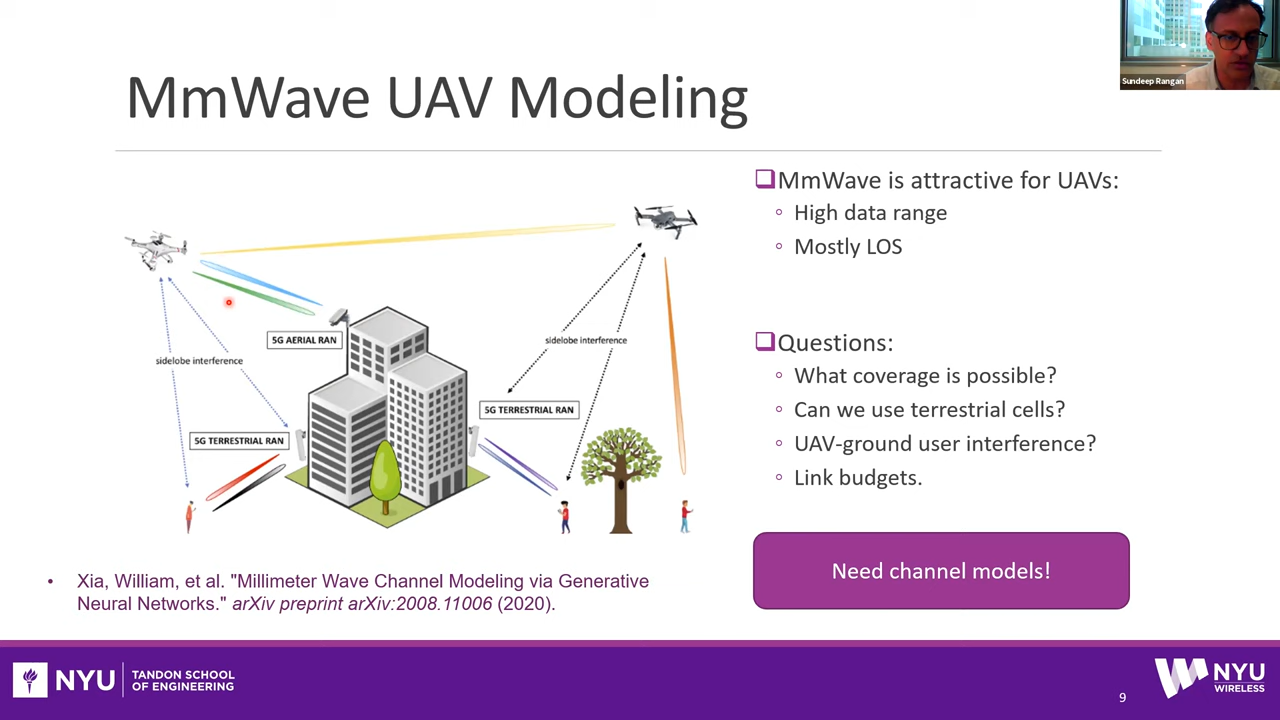 Sundeep Rangan
MmWave UAV Modeling
❑MmWave is attractive for UAVs:
◦ High data range
◦ Mostly LOS
❑Questions:
◦ What coverage is possible?
◦ Can we use terrestrial cells?
◦ UAV-ground user interference?
◦ Link budgets.
Need channel models!
5G AERIAL RAN
sidelobe interference
sidelobe interference
5G TERRESTRIAL RAN
5G TERRESTRIAL RAN
• Xia, William, et al. "Millimeter Wave Channel Modeling via Generative
Neural Networks." arXiv preprint arXiv:2008.11006 (2020).
NYU
TANDON SCHOOL
OF ENGINEERING
9
NYU
WIRELESS